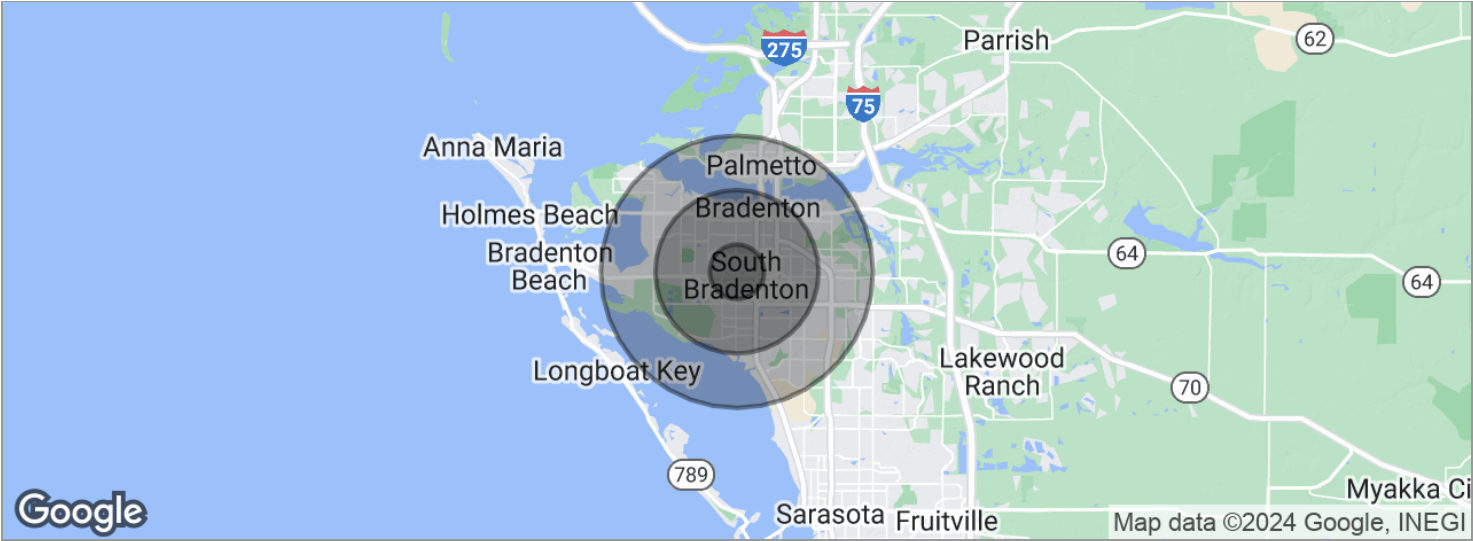 Parrish
62
275
75
Anna Maria
Palmetto
Holmes Beach
Bradenton
Bradenton
Beach
South
Bradenton
64
64
Longboat Key
Lakewood
Ranch
70
789
Myakka Ci
Google
Sarasota
Fruitville
Map data ©2024 Google, INEGI